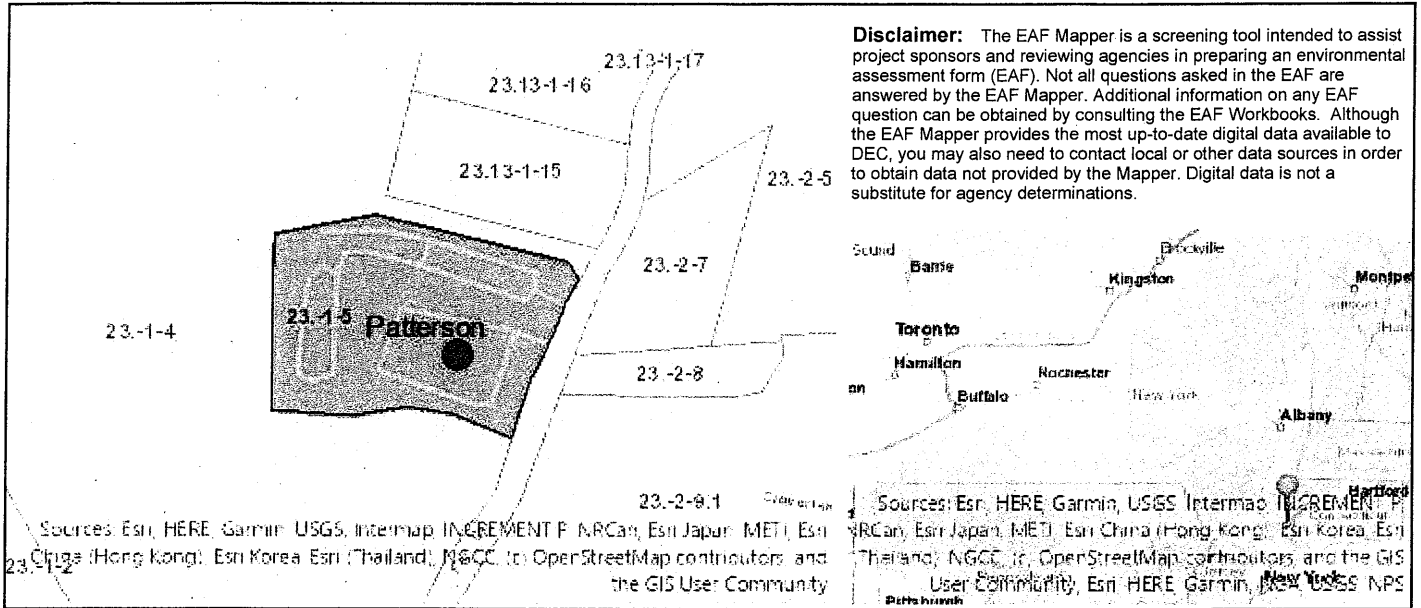 Disclaimer: The EAF Mapper is a screening tool intended to assist
project sponsors and reviewing agencies in preparing an environmental
assessment form (EAF). Not all questions asked in the EAF are
answered by the EAF Mapper. Additional information on any EAF
question can be obtained by consulting the EAF Workbooks. Although
the EAF Mapper provides the most up-to-date digital data available to
DEC, you may also need to contact local or other data sources in order
to obtain data not provided by the Mapper. Digital data is not a
substitute for agency determinations.
23.13-1-17
23.13-1-16
23.13-1-15
23.-2-5
23.-2-7
23.-1-5
Patterson
23.-1-4
23.-2-8
23.-2-9.1
23.-1-2
Sources: Esri, HERE, Garmin, USGS, Intermap, INCREMENT P, NRCan, Esri Japan, METI, Esri
China (Hong Kong), Esri Korea, Esri (Thailand), NGCC, (c) OpenStreetMap contributors, and
the GIS User Community
Sound
Barrie
Brockville
Kingston
Montpel
Toronto
Hamilton
Rochester
Buffalo
New York
Albany
Hartford
Sources: Esri, HERE, Garmin, USGS, Intermap, INCREMENT P,
NRCan, Esri Japan, METI, Esri China (Hong Kong), Esri Korea, Esri
(Thailand), NGCC, (c) OpenStreetMap contributors, and the GIS
User Community, Esri, HERE, Garmin, USGS, NPS
New York
Pittsburgh